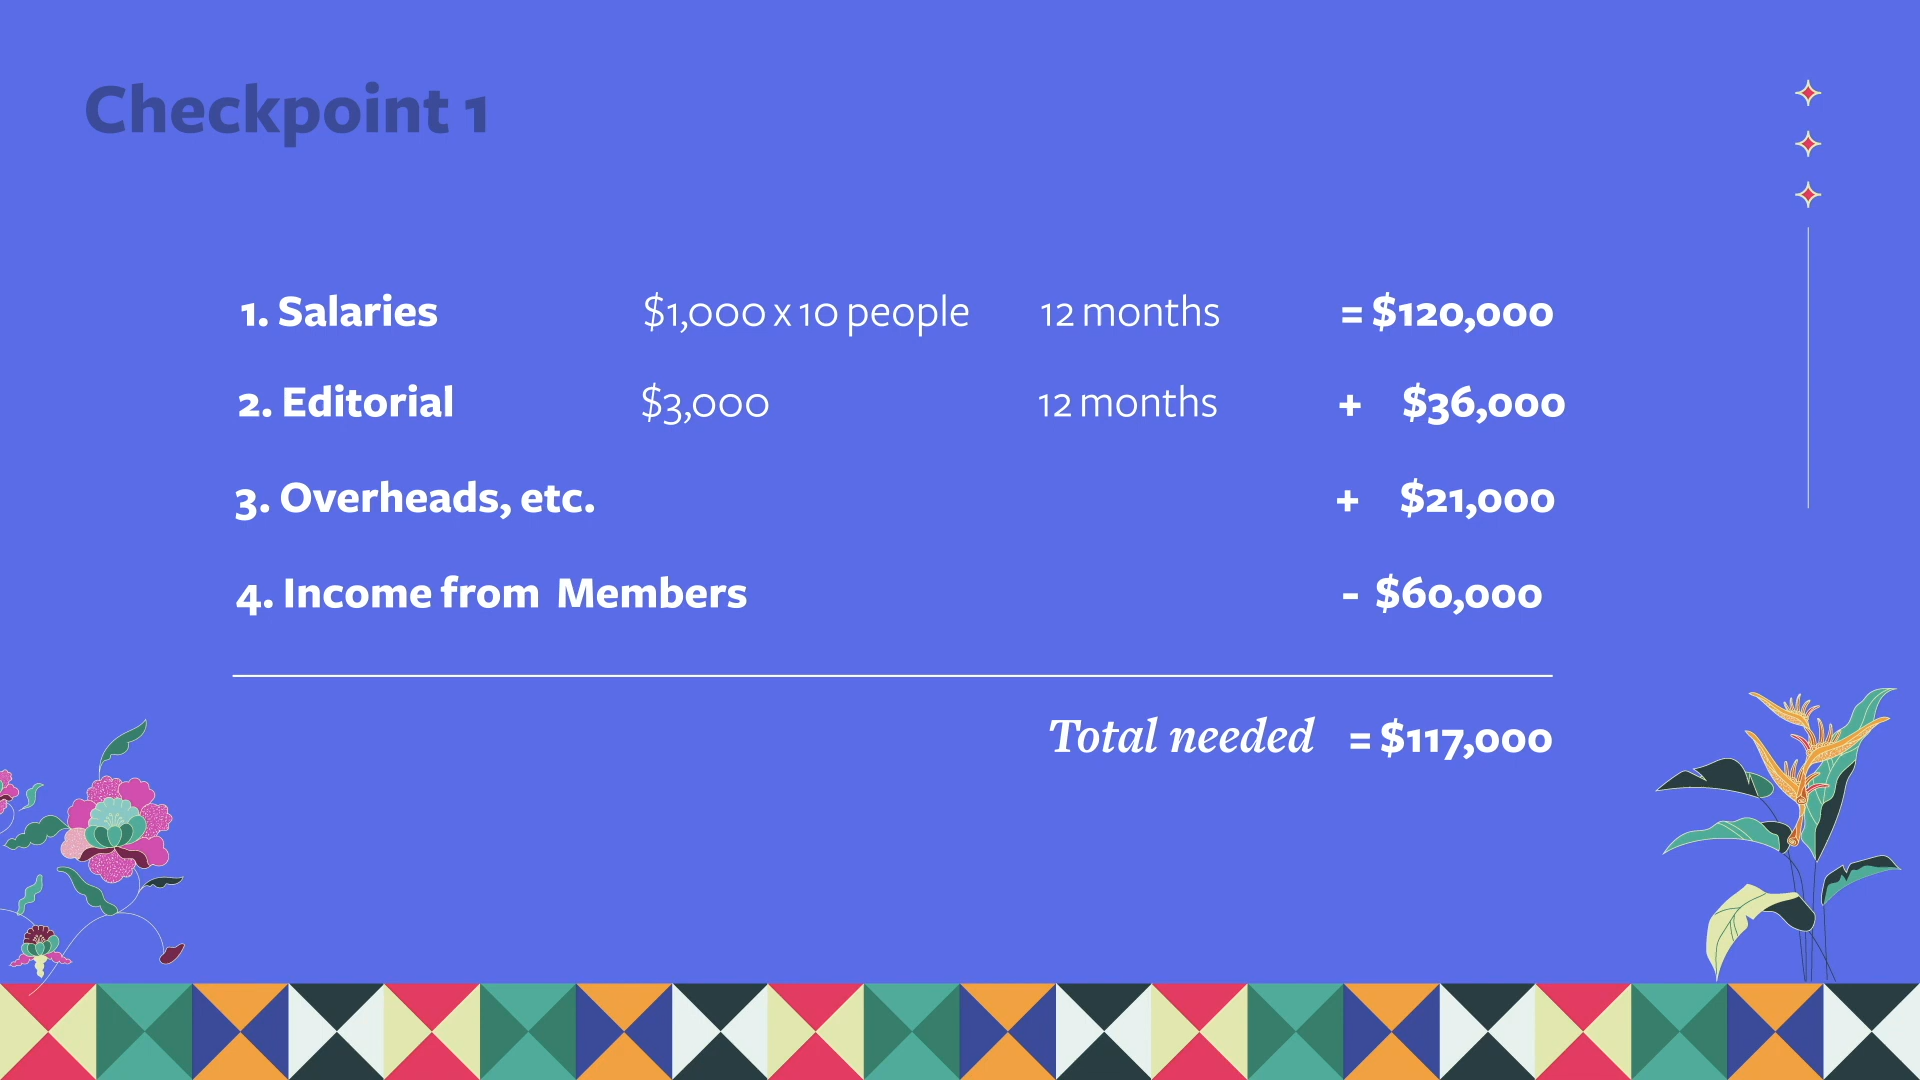 Checkpoint 1
1. Salaries $1,000 x 10 people 12 months = $120,000
2. Editorial $3,000 12 months + $36,000
3. Overheads, etc. + $21,000
4. Income from Members - $60,000
Total needed = $117,000